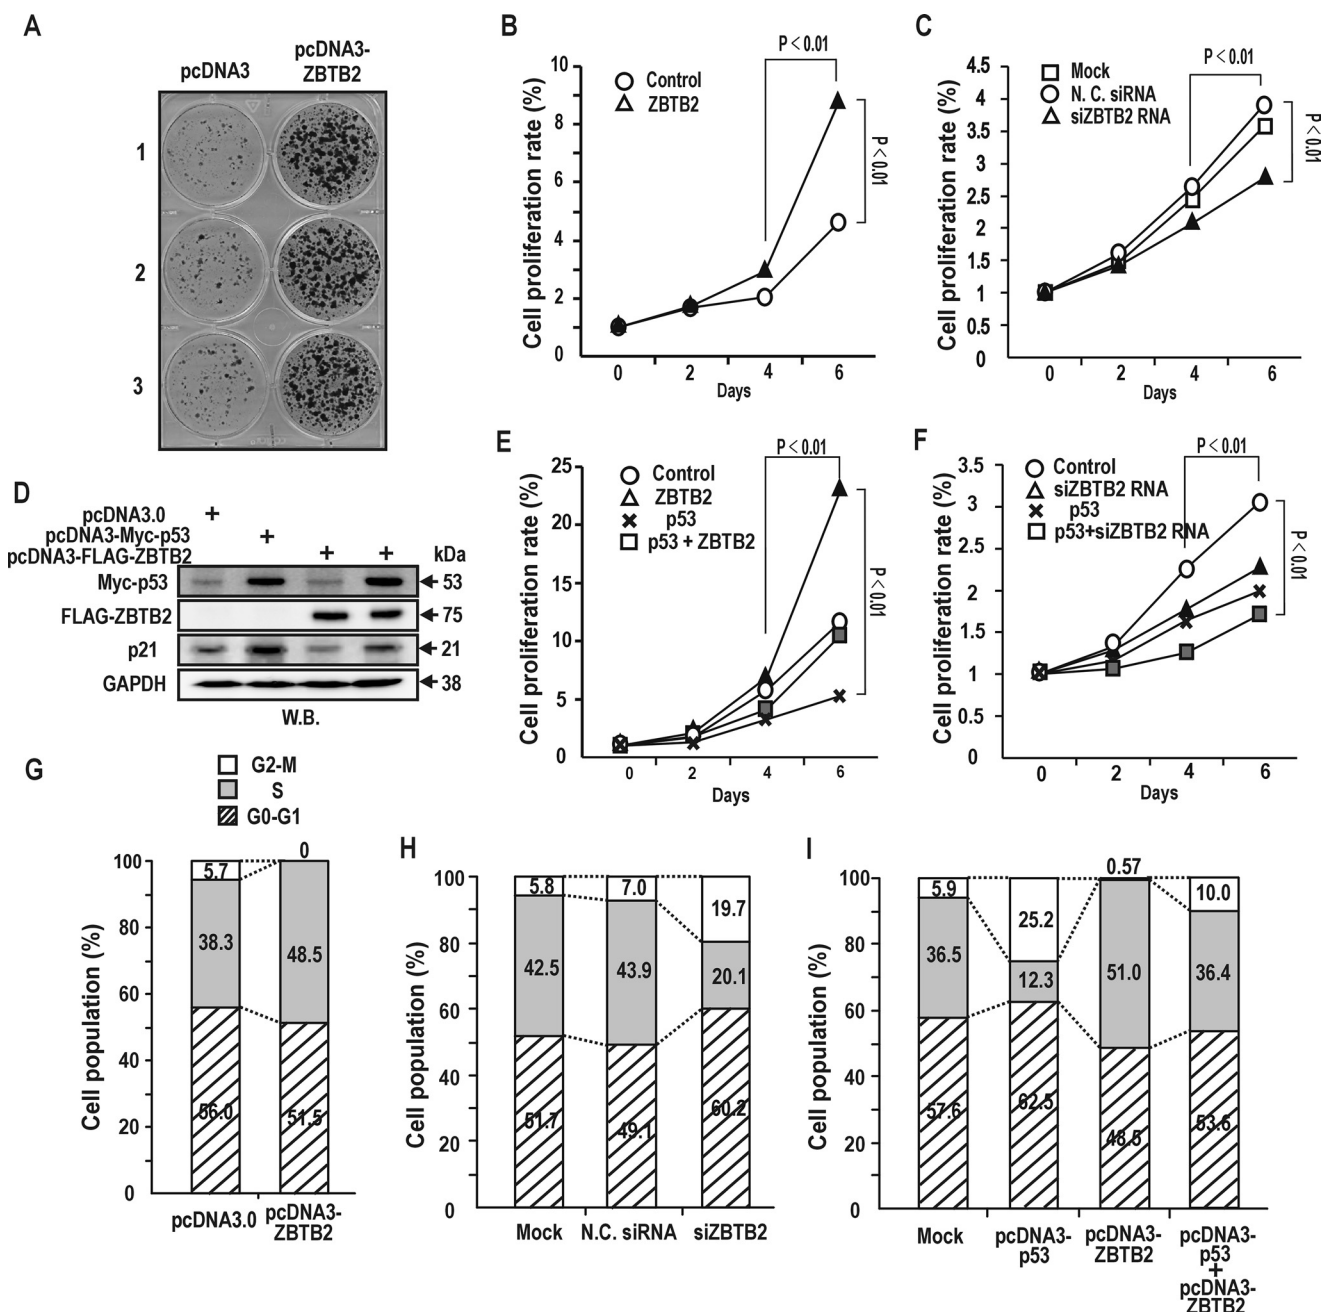 A
pcDNA3
pcDNA3-
ZBTB2
1
2
3
B
P < 0.01
Control
ZBTB2
Cell proliferation rate (%)
10
8
6
4
2
0
P < 0.01
0 2 4 6
Days
C
P < 0.01
Mock
N. C. siRNA
siZBTB2 RNA
Cell proliferation rate (%)
4.5
4
3.5
3
2.5
2
1.5
1
0.5
0
P < 0.01
0 2 4 6
Days
D
pcDNA3.0 +
pcDNA3-Myc-p53 +
pcDNA3-FLAG-ZBTB2 + + kDa
Myc-p53 53
FLAG-ZBTB2 75
p21 21
GAPDH 38
W.B.
E
P < 0.01
Control
ZBTB2
p53
p53 + ZBTB2
Cell proliferation rate (%)
25
20
15
10
5
0
P < 0.01
0 2 4 6
Days
F
P < 0.01
Control
siZBTB2 RNA
p53
p53+siZBTB2 RNA
Cell proliferation rate (%)
3.5
3
2.5
2
1.5
1
0.5
0
P < 0.01
0 2 4 6
Days
G
G2-M
S
G0-G1
Cell population (%)
100
80
60
40
20
0
5.7 0
38.3 48.5
56.0 51.5
pcDNA3.0 pcDNA3-
ZBTB2
H
Cell population (%)
100
80
60
40
20
0
5.8 7.0 19.7
42.5 43.9 20.1
51.7 49.1 60.2
Mock N.C. siRNA siZBTB2
I
Cell population (%)
100
80
60
40
20
0
5.9 25.2 0.57 10.0
36.5 12.3 51.0 36.4
57.6 62.5 48.5 53.6
Mock pcDNA3- pcDNA3- pcDNA3-
p53 ZBTB2 p53
+
pcDNA3-
ZBTB2